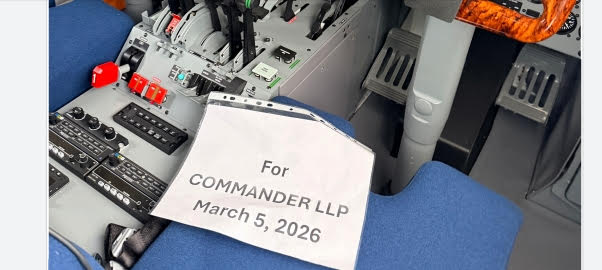 For
COMMANDER LLP
March 5, 2026